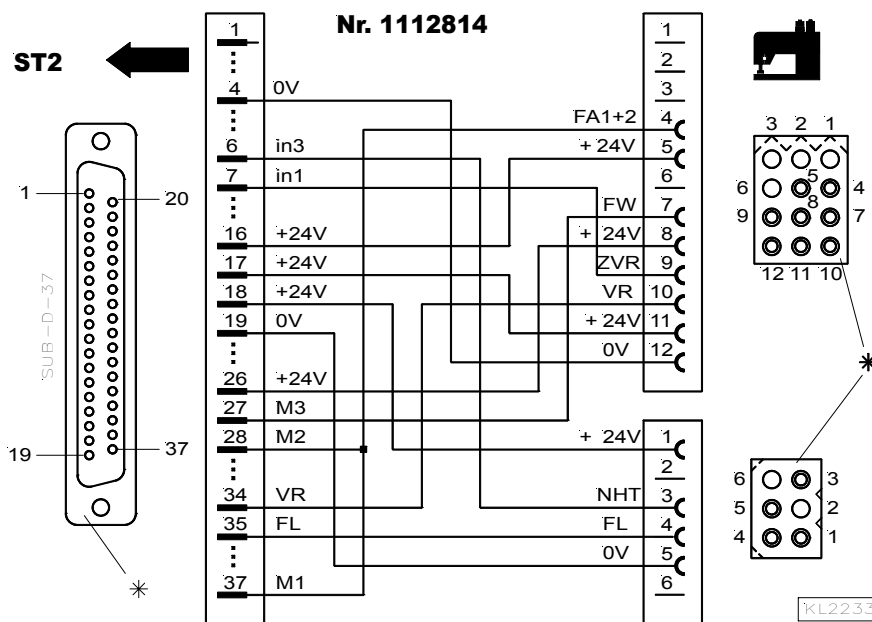 Nr. 1112814
ST2
1
4 0V
6 in3
7 in1
16 +24V
17 +24V
18 +24V
19 0V
26 +24V
27 M3
28 M2
34 VR
35 FL
37 M1
1
2
3
FA1+2 4
+ 24V 5
6
FW 7
+ 24V 8
ZVR 9
VR 10
+ 24V 11
0V 12
+ 24V 1
2
NHT 3
FL 4
0V 5
6
1 20
SUB-D-37
19 37
3 2 1
6 5 4
9 8 7
12 11 10
*
6 3
5 2
4 1
*
KL2233